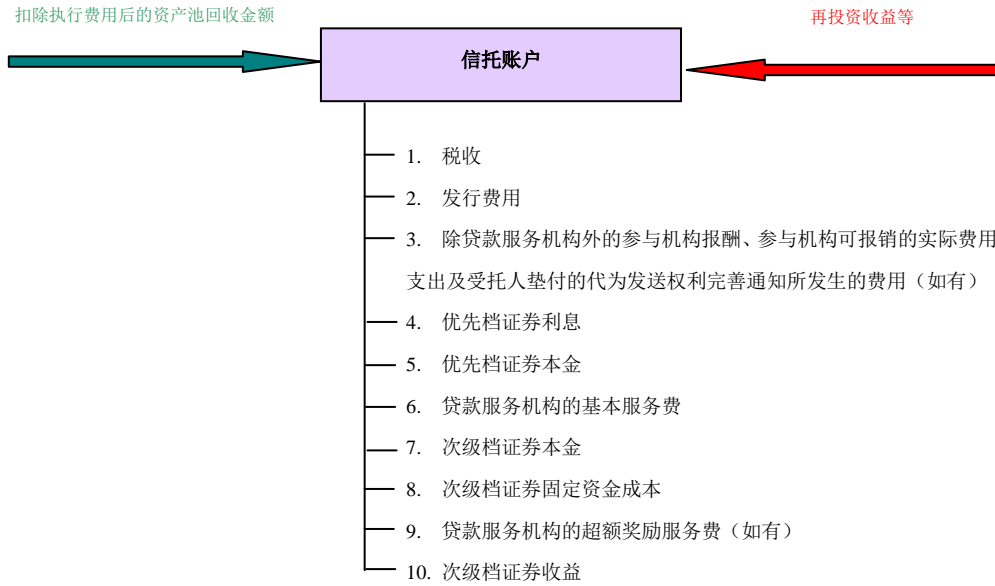 扣除执行费用后的资产池回收金额
再投资收益等
信托账户
1. 税收
2. 发行费用
3. 除贷款服务机构外的参与机构报酬、参与机构可报销的实际费用
支出及受托人垫付的代为发送权利完善通知所发生的费用（如有）
4. 优先档证券利息
5. 优先档证券本金
6. 贷款服务机构的基本服务费
7. 次级档证券本金
8. 次级档证券固定资金成本
9. 贷款服务机构的超额奖励服务费（如有）
10. 次级档证券收益